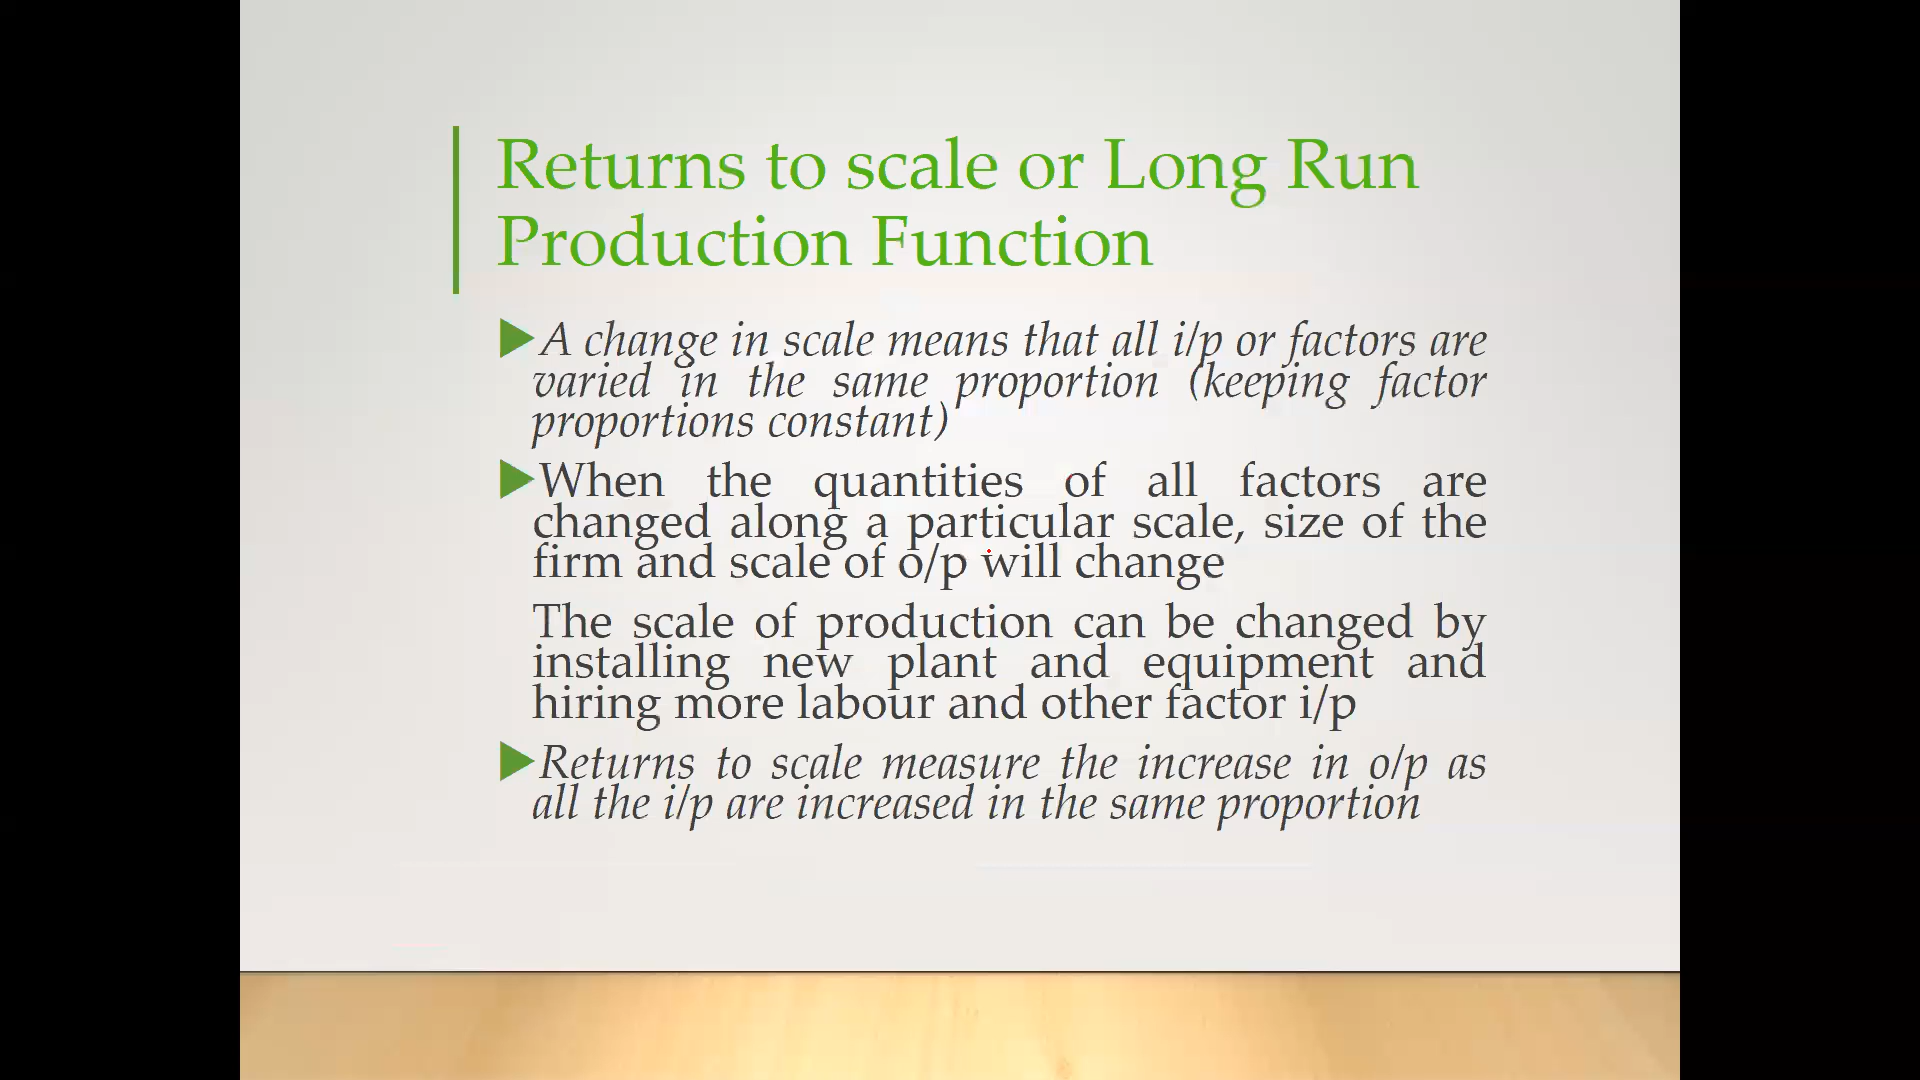 Returns to scale or Long Run
Production Function
A change in scale means that all i/p or factors are
varied in the same proportion (keeping factor
proportions constant)
When the quantities of all factors are
changed along a particular scale, size of the
firm and scale of o/p will change
The scale of production can be changed by
installing new plant and equipment and
hiring more labour and other factor i/p
Returns to scale measure the increase in o/p as
all the i/p are increased in the same proportion